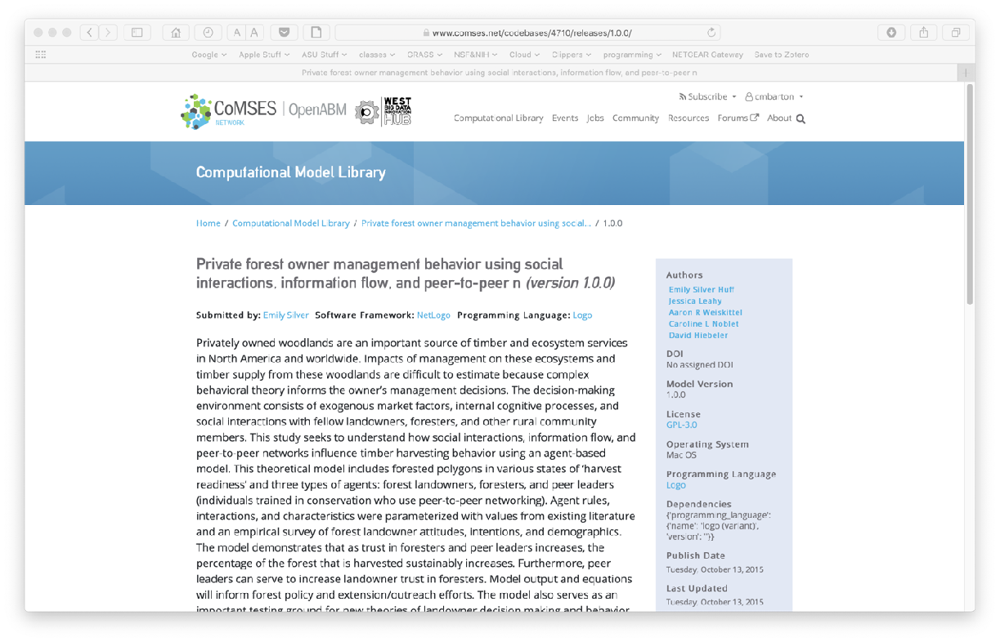 A A
www.comses.net/codebases/4710/releases/1.0.0/
Google Apple Stuff ASU Stuff classes GRASS NSF&NIH Cloud Clippers programming NETGEAR Gateway Save to Zotero
Private forest owner management behavior using social interactions, information flow, and peer-to-peer n
Subscribe cmbarton
CoMSES OpenABM
NETWORK
WEST
BIG DATA
INNOVATION
HUB
Computational Library Events Jobs Community Resources Forums About
Computational Model Library
Home / Computational Model Library / Private forest owner management behavior using social... / 1.0.0
Private forest owner management behavior using social
interactions, information flow, and peer-to-peer n (version 1.0.0)
Submitted by: Emily Silver Software Framework: NetLogo Programming Language: Logo
Privately owned woodlands are an important source of timber and ecosystem services
in North America and worldwide. Impacts of management on these ecosystems and
timber supply from these woodlands are difficult to estimate because complex
behavioral theory informs the owner's management decisions. The decision-making
environment consists of exogenous market factors, internal cognitive processes, and
social interactions with fellow landowners, foresters, and other rural community
members. This study seeks to understand how social interactions, information flow, and
peer-to-peer networks influence timber harvesting behavior using an agent-based
model. This theoretical model includes forested polygons in various states of 'harvest
readiness' and three types of agents: forest landowners, foresters, and peer leaders
(individuals trained in conservation who use peer-to-peer networking). Agent rules,
interactions, and characteristics were parameterized with values from existing literature
and an empirical survey of forest landowner attitudes, intentions, and demographics.
The model demonstrates that as trust in foresters and peer leaders increases, the
percentage of the forest that is harvested sustainably increases. Furthermore, peer
leaders can serve to increase landowner trust in foresters. Model output and equations
will inform forest policy and extension/outreach efforts. The model also serves as an
important testing ground for new theories of landowner decision making and behavior
Authors
Emily Silver Huff
Jessica Leahy
Aaron R Weiskittel
Caroline L Noblet
David Hiebeler
DOI
No assigned DOI
Model Version
1.0.0
License
GPL-3.0
Operating System
Mac OS
Programming Language
Logo
Dependencies
{'programming_language':
{'name': 'logo (variant)',
'version': ''}}
Publish Date
Tuesday, October 13, 2015
Last Updated
Tuesday, October 13, 2015